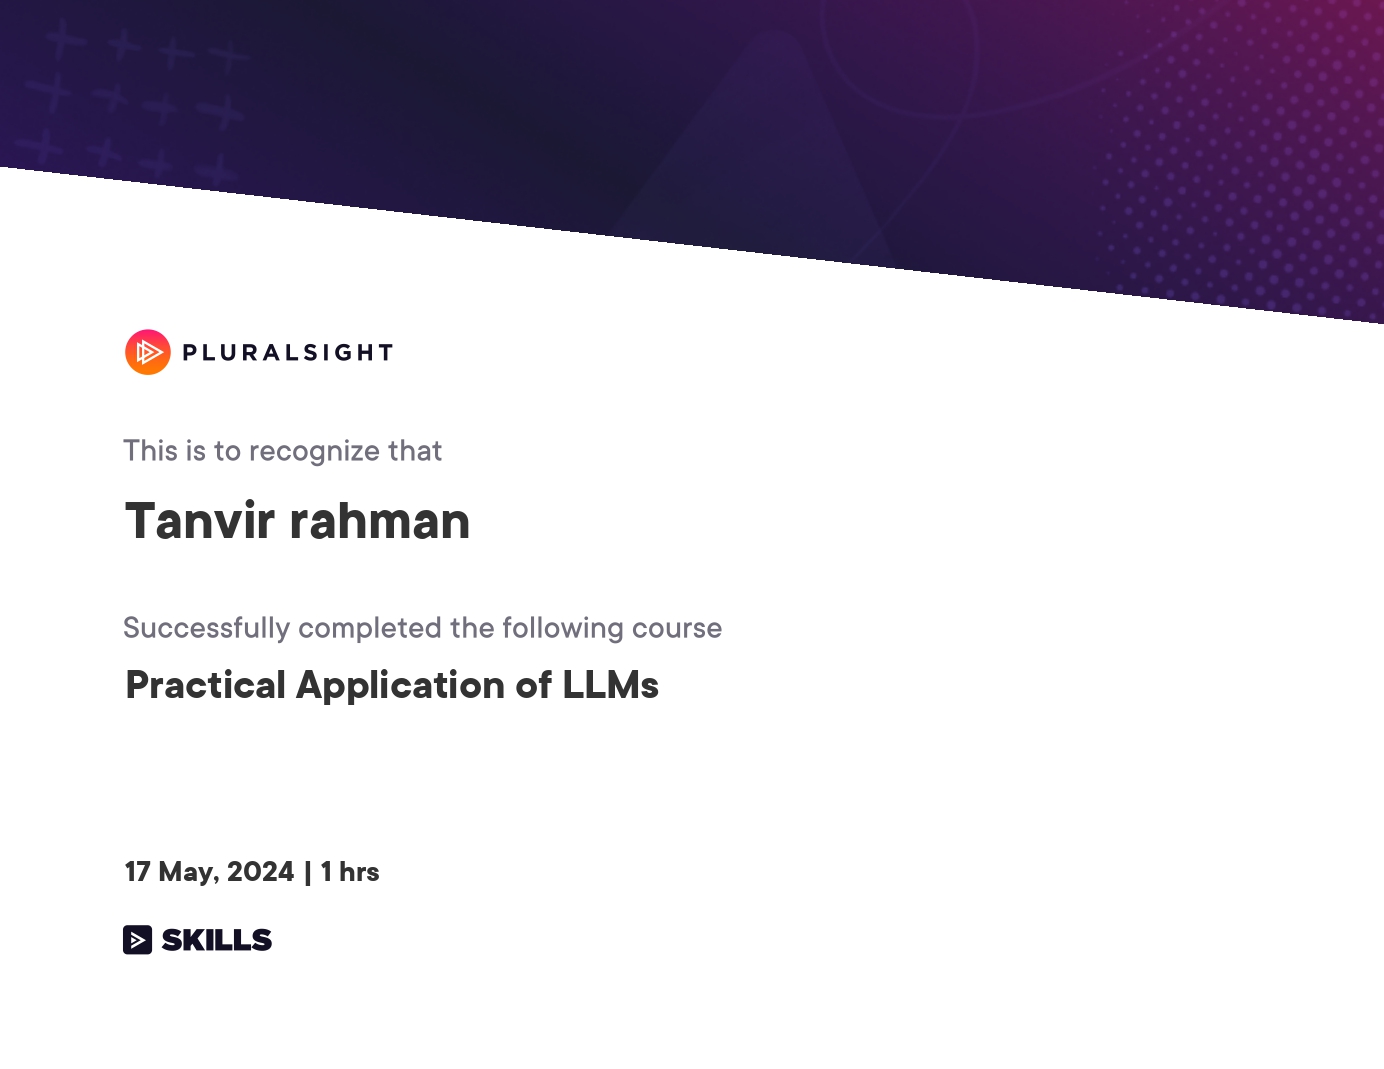 PLURALSIGHT
This is to recognize that
Tanvir rahman
Successfully completed the following course
Practical Application of LLMs
17 May, 2024 | 1 hrs
SKILLS